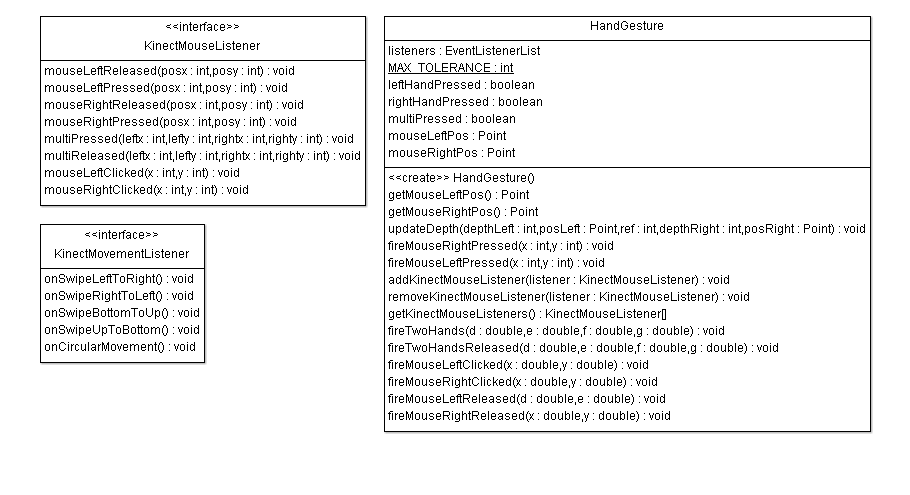 <<interface>>
KinectMouseListener
mouseLeftReleased(posx : int,posy : int) : void
mouseLeftPressed(posx : int,posy : int) : void
mouseRightReleased(posx : int,posy : int) : void
mouseRightPressed(posx : int,posy : int) : void
multiPressed(leftx : int,lefty : int,rightx : int,righty : int) : void
multiReleased(leftx : int,lefty : int,rightx : int,righty : int) : void
mouseLeftClicked(x : int,y : int) : void
mouseRightClicked(x : int,y : int) : void
<<interface>>
KinectMovementListener
onSwipeLeftToRight() : void
onSwipeRightToLeft() : void
onSwipeBottomToUp() : void
onSwipeUpToBottom() : void
onCircularMovement() : void
HandGesture
listeners : EventListenerList
MAX_TOLERANCE : int
leftHandPressed : boolean
rightHandPressed : boolean
multiPressed : boolean
mouseLeftPos : Point
mouseRightPos : Point
<<create>> HandGesture()
getMouseLeftPos() : Point
getMouseRightPos() : Point
updateDepth(depthLeft : int,posLeft : Point,ref : int,depthRight : int,posRight : Point) : void
fireMouseRightPressed(x : int,y : int) : void
fireMouseLeftPressed(x : int,y : int) : void
addKinectMouseListener(listener : KinectMouseListener) : void
removeKinectMouseListener(listener : KinectMouseListener) : void
getKinectMouseListeners() : KinectMouseListener[]
fireTwoHands(d : double,e : double,f : double,g : double) : void
fireTwoHandsReleased(d : double,e : double,f : double,g : double) : void
fireMouseLeftClicked(x : double,y : double) : void
fireMouseRightClicked(x : double,y : double) : void
fireMouseLeftReleased(d : double,e : double) : void
fireMouseRightReleased(x : double,y : double) : void